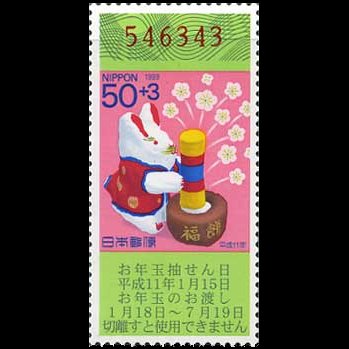 546343
NIPPON 1999
50+3
福
日本郵便 平成11年
お年玉抽せん日
平成11年1月15日
お年玉のお渡し
1月18日〜7月19日
切離すと使用できません